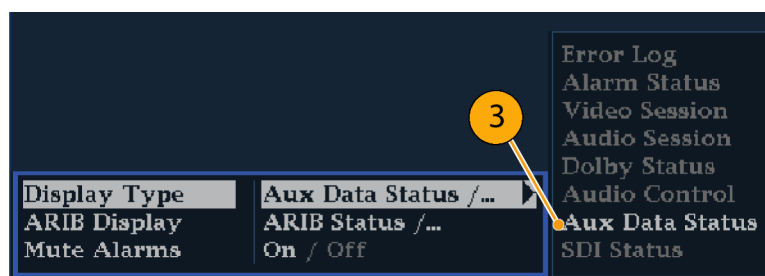 Error Log
Alarm Status
Video Session
3
Audio Session
Dolby Status
Display Type Aux Data Status /... Audio Control
ARIB Display ARIB Status /... Aux Data Status
Mute Alarms On / Off SDI Status